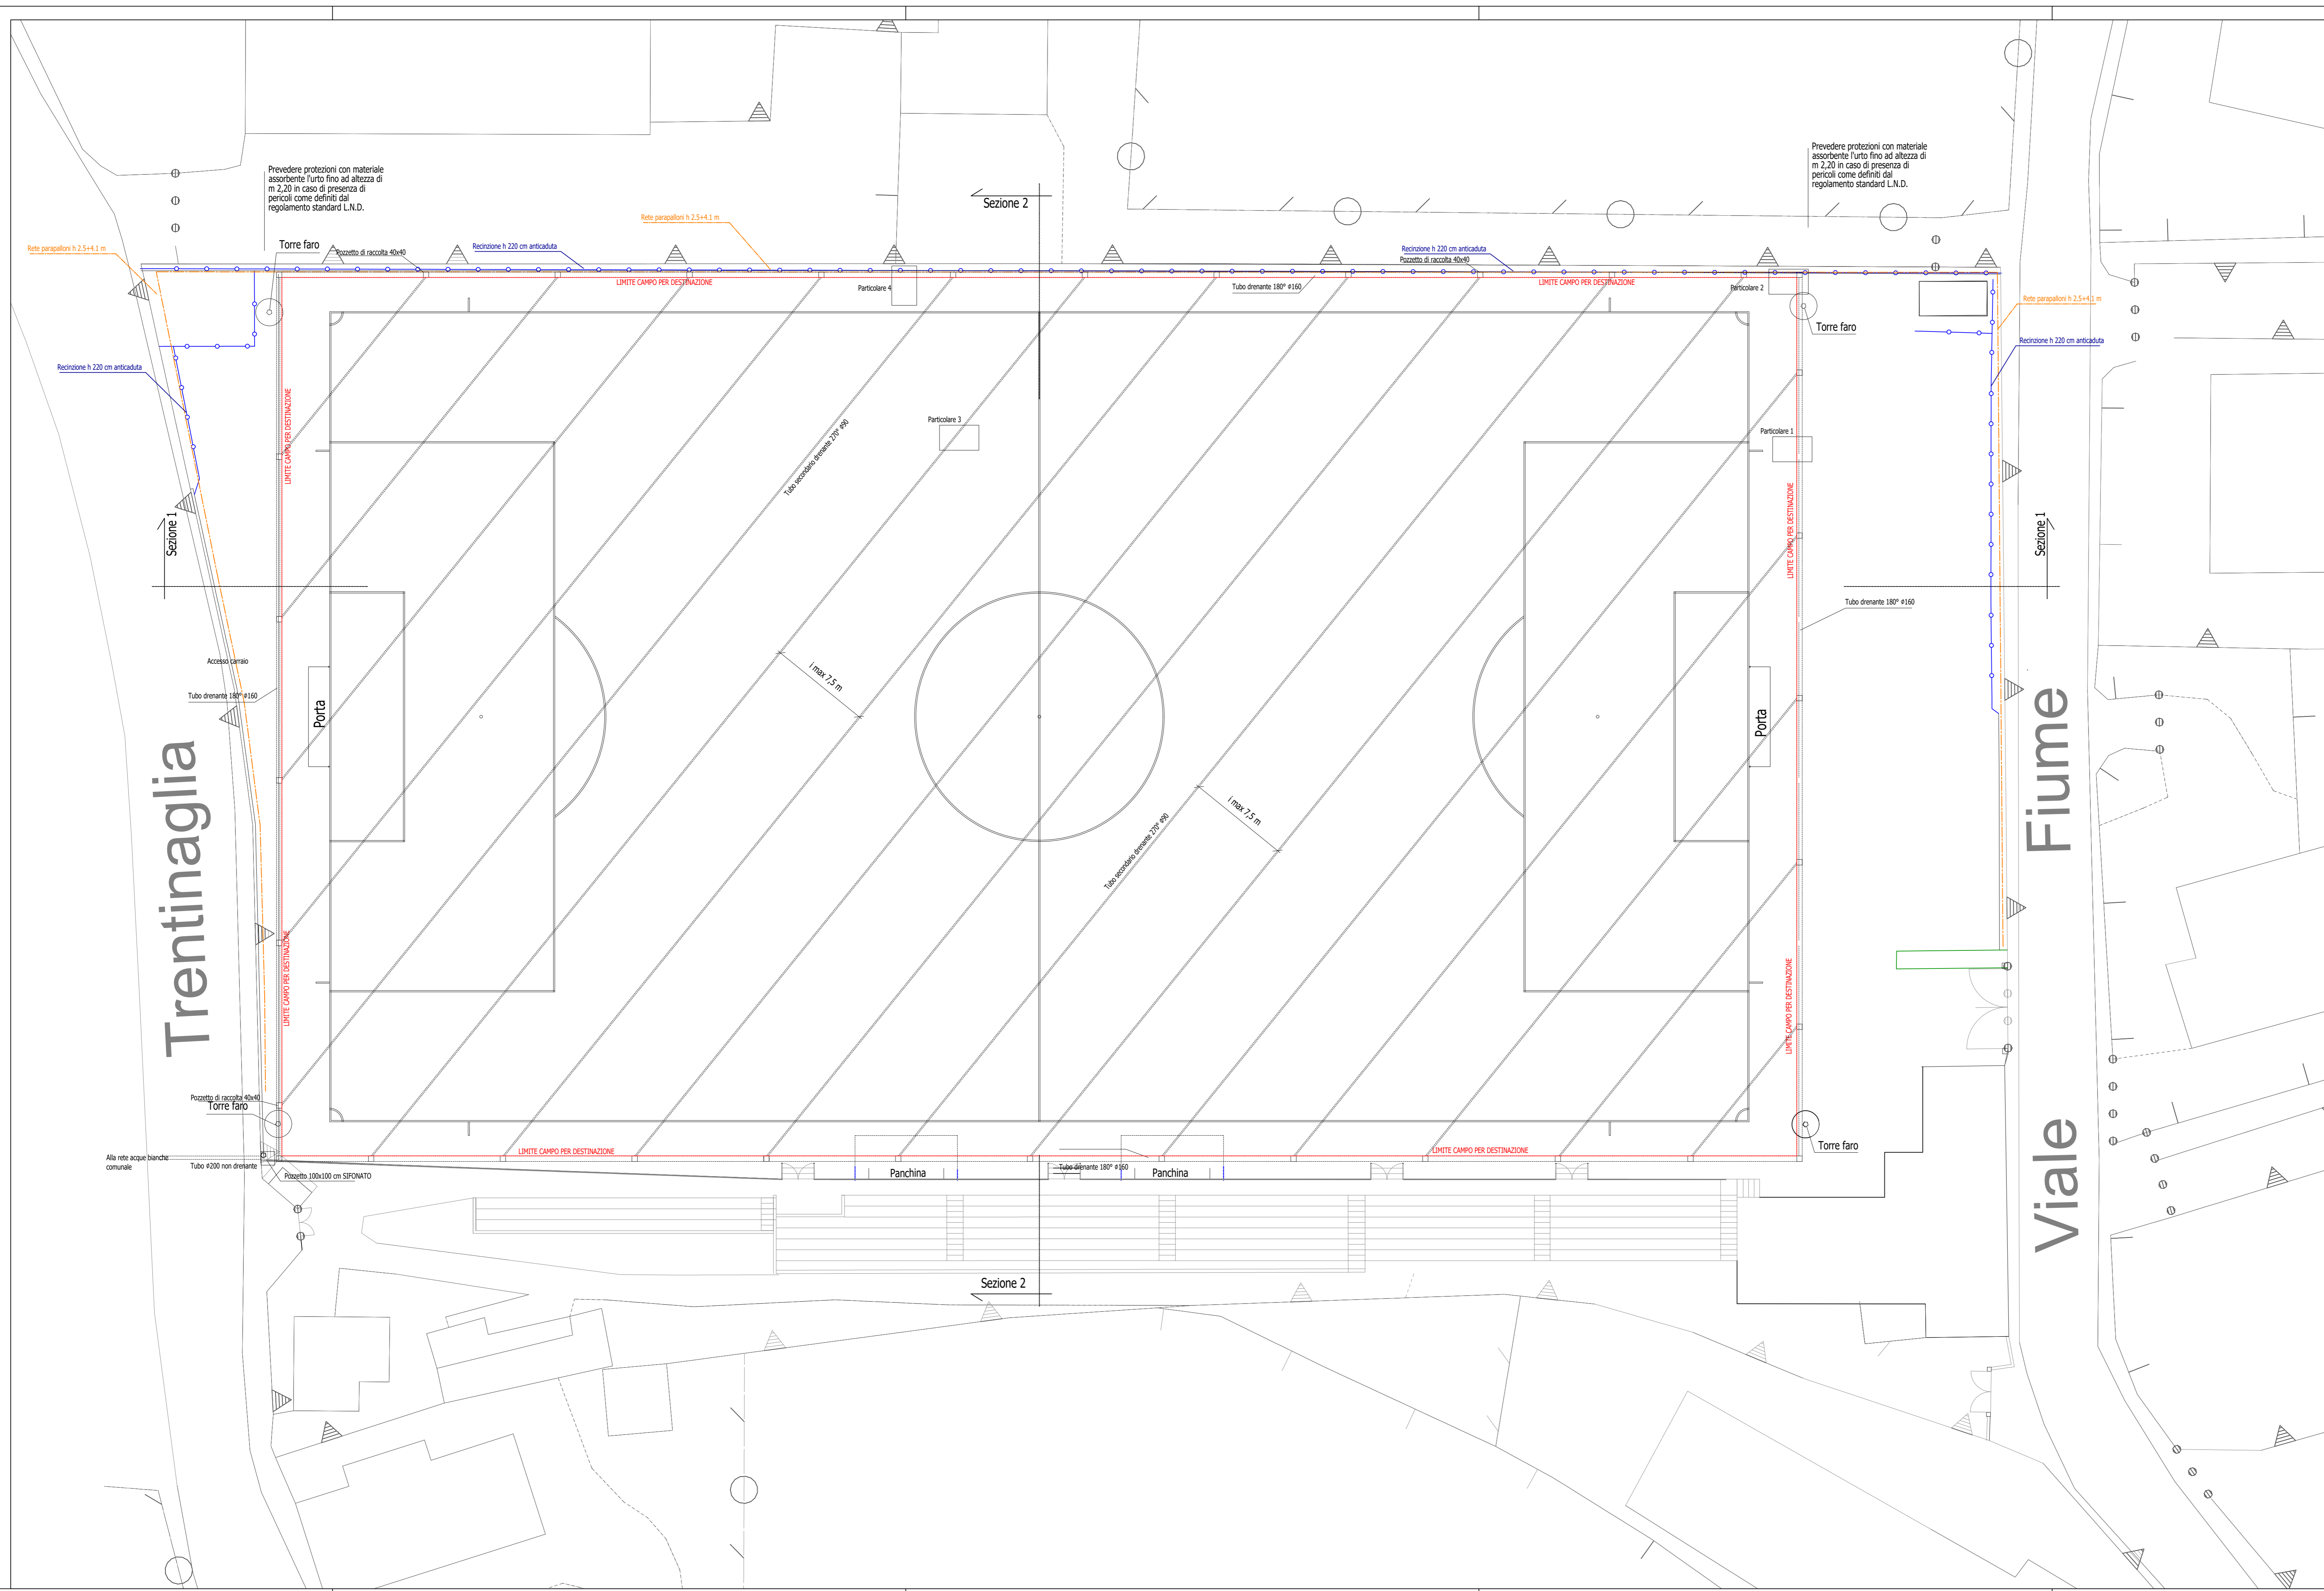 Prevedere protezioni con materiale
assorbente l'urto fino ad altezza di
m 2,20 in caso di presenza di
pericoli come definiti dal
regolamento standard L.N.D.
Prevedere protezioni con materiale
assorbente l'urto fino ad altezza di
m 2,20 in caso di presenza di
pericoli come definiti dal
regolamento standard L.N.D.
Sezione 2
Rete parapalloni h 2.5+4.1 m
Rete parapalloni h 2.5+4.1 m
Torre faro
Pozzetto di raccolta 40x40
Recinzione h 220 cm anticaduta
Recinzione h 220 cm anticaduta
Pozzetto di raccolta 40x40
LIMITE CAMPO PER DESTINAZIONE
Particolare 4
Tubo drenante 180° ø160
LIMITE CAMPO PER DESTINAZIONE
Particolare 2
Rete parapalloni h 2.5+4.1 m
Torre faro
Recinzione h 220 cm anticaduta
Recinzione h 220 cm anticaduta
LIMITE CAMPO PER DESTINAZIONE
Tubo secondario drenante 270° ø90
Particolare 3
Particolare 1
Sezione 1
LIMITE CAMPO PER DESTINAZIONE
Sezione 1
Tubo drenante 180° ø160
Accesso carraio
Tubo drenante 180° ø160
i max 7,5 m
Porta
Porta
Trentinaglia
Viale Fiume
i max 7,5 m
Tubo secondario drenante 270° ø90
LIMITE CAMPO PER DESTINAZIONE
LIMITE CAMPO PER DESTINAZIONE
Pozzetto di raccolta 40x40
Torre faro
Torre faro
Alla rete acque bianche
comunale
Tubo ø200 non drenante
Pozzetto 100x100 cm SIFONATO
LIMITE CAMPO PER DESTINAZIONE
LIMITE CAMPO PER DESTINAZIONE
Panchina
Tubo drenante 180° ø160
Panchina
Sezione 2